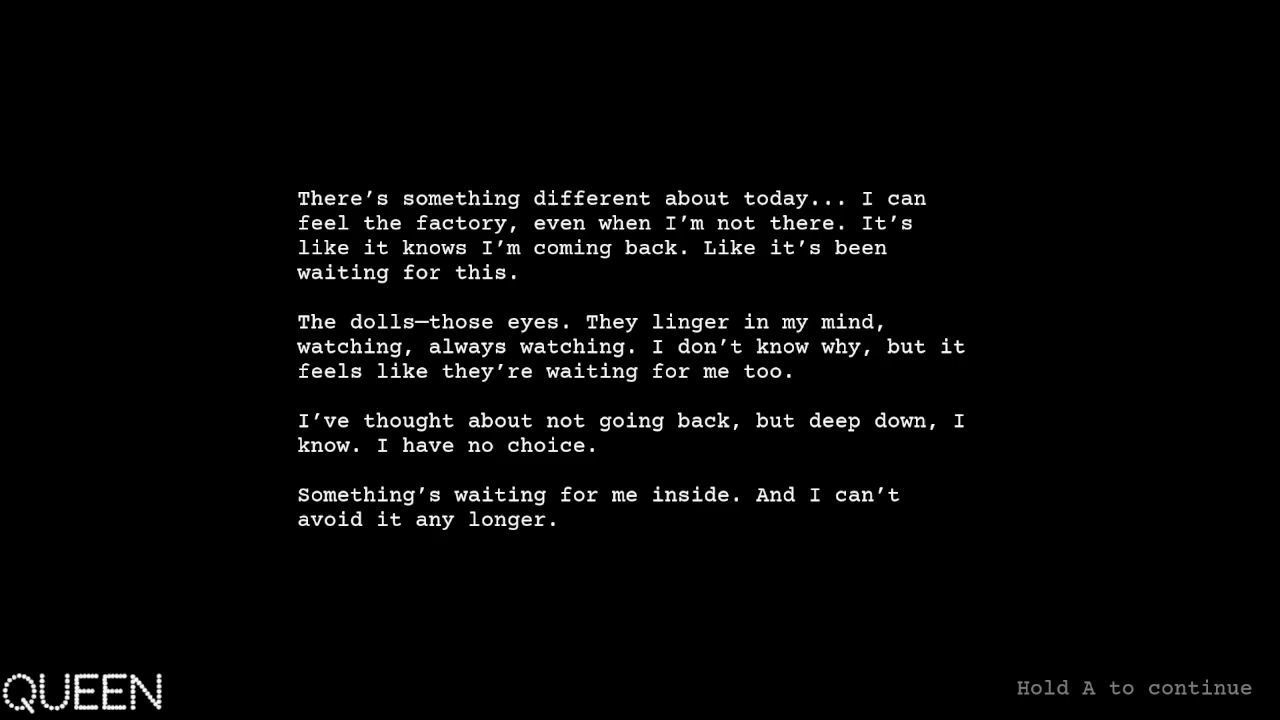 There’s something different about today... I can
feel the factory, even when I’m not there. It’s
like it knows I’m coming back. Like it’s been
waiting for this.
The dolls—those eyes. They linger in my mind,
watching, always watching. I don’t know why, but it
feels like they’re waiting for me too.
I’ve thought about not going back, but deep down, I
know. I have no choice.
Something’s waiting for me inside. And I can’t
avoid it any longer.
QUEEN
Hold A to continue